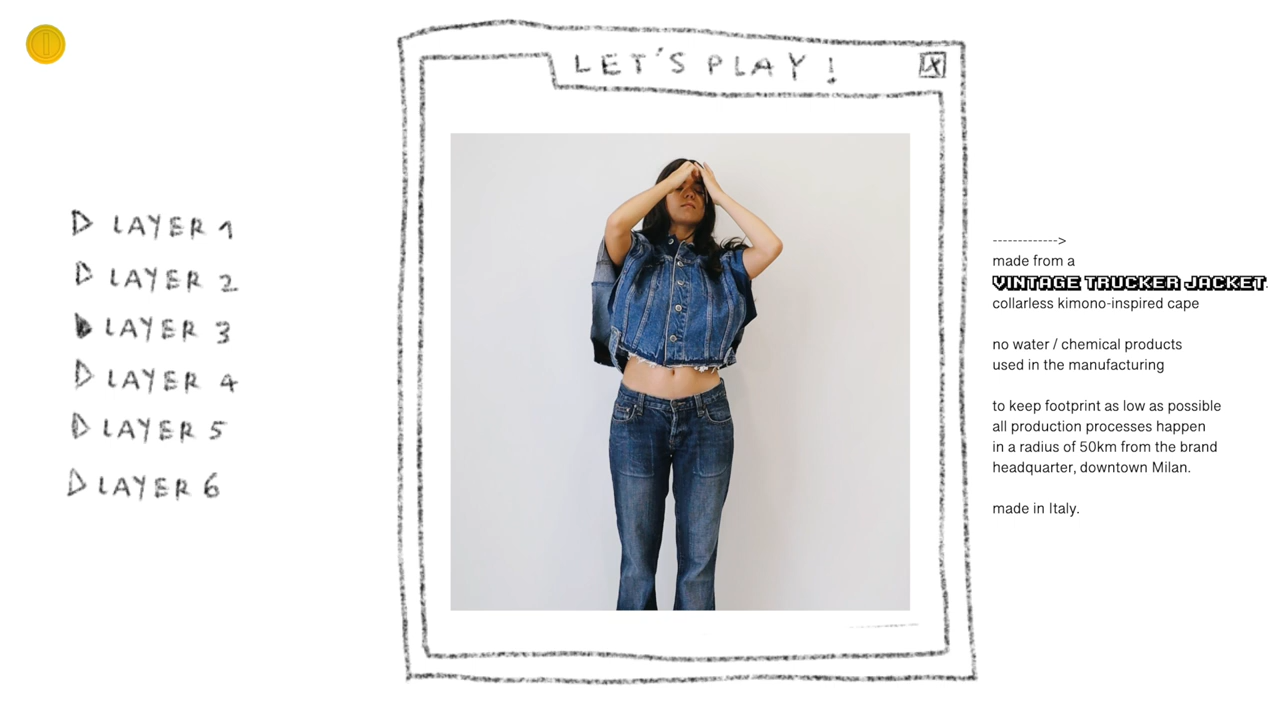 LET'S PLAY!
LAYER 1
LAYER 2
LAYER 3
LAYER 4
LAYER 5
LAYER 6
------------->
made from a
VINTAGE TRUCKER JACKET.
collarless kimono-inspired cape
no water / chemical products
used in the manufacturing
to keep footprint as low as possible
all production processes happen
in a radius of 50km from the brand
headquarter, downtown Milan.
made in Italy.